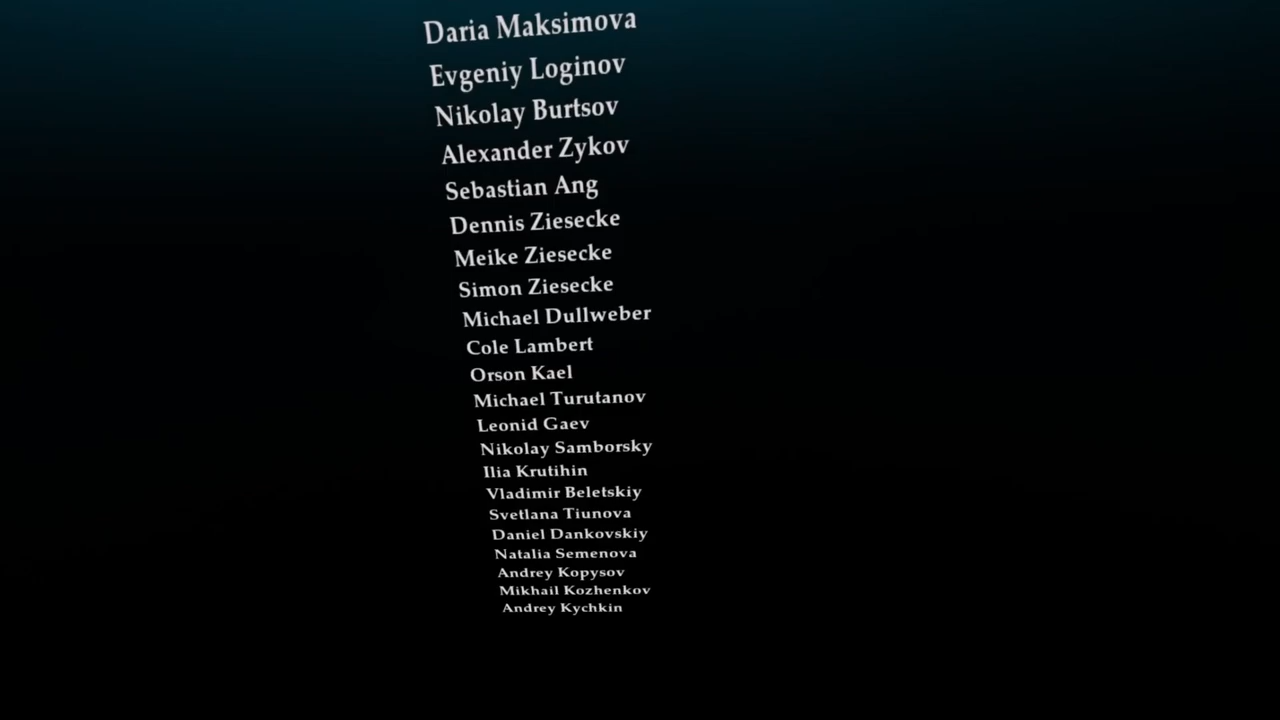 Daria Maksimova
Evgeniy Loginov
Nikolay Burtsov
Alexander Zykov
Sebastian Ang
Dennis Ziesecke
Meike Ziesecke
Simon Ziesecke
Michael Dullweber
Cole Lambert
Orson Kael
Michael Turutanov
Leonid Gaev
Nikolay Samborsky
Ilia Krutihin
Vladimir Beletskiy
Svetlana Tiunova
Daniel Dankovskiy
Natalia Semenova
Andrey Kopysov
Mikhail Kozhenkov
Andrey Kychkin